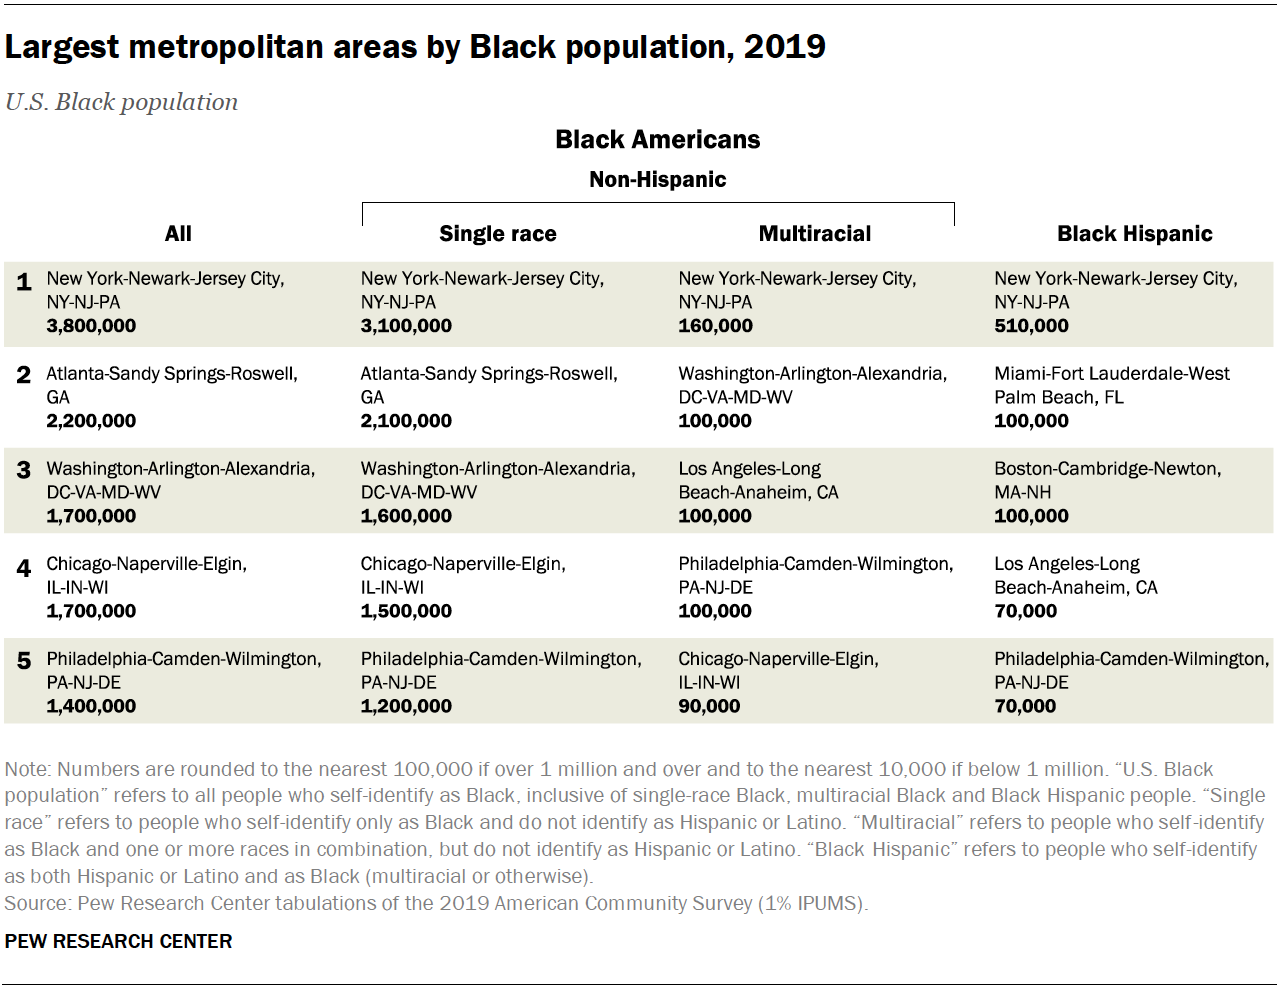 Largest metropolitan areas by Black population, 2019
U.S. Black population
Black Americans
Non-Hispanic
All
Single race
Multiracial
Black Hispanic
1
New York-Newark-Jersey City,
NY-NJ-PA
3,800,000
New York-Newark-Jersey City,
NY-NJ-PA
3,100,000
New York-Newark-Jersey City,
NY-NJ-PA
160,000
New York-Newark-Jersey City,
NY-NJ-PA
510,000
2
Atlanta-Sandy Springs-Roswell,
GA
2,200,000
Atlanta-Sandy Springs-Roswell,
GA
2,100,000
Washington-Arlington-Alexandria,
DC-VA-MD-WV
100,000
Miami-Fort Lauderdale-West
Palm Beach, FL
100,000
3
Washington-Arlington-Alexandria,
DC-VA-MD-WV
1,700,000
Washington-Arlington-Alexandria,
DC-VA-MD-WV
1,600,000
Los Angeles-Long
Beach-Anaheim, CA
100,000
Boston-Cambridge-Newton,
MA-NH
100,000
4
Chicago-Naperville-Elgin,
IL-IN-WI
1,700,000
Chicago-Naperville-Elgin,
IL-IN-WI
1,500,000
Philadelphia-Camden-Wilmington,
PA-NJ-DE
100,000
Los Angeles-Long
Beach-Anaheim, CA
70,000
5
Philadelphia-Camden-Wilmington,
PA-NJ-DE
1,400,000
Philadelphia-Camden-Wilmington,
PA-NJ-DE
1,200,000
Chicago-Naperville-Elgin,
IL-IN-WI
90,000
Philadelphia-Camden-Wilmington,
PA-NJ-DE
70,000
Note: Numbers are rounded to the nearest 100,000 if over 1 million and over and to the nearest 10,000 if below 1 million. “U.S. Black
population” refers to all people who self-identify as Black, inclusive of single-race Black, multiracial Black and Black Hispanic people. “Single
race” refers to people who self-identify only as Black and do not identify as Hispanic or Latino. “Multiracial” refers to people who self-identify
as Black and one or more races in combination, but do not identify as Hispanic or Latino. “Black Hispanic” refers to people who self-identify
as both Hispanic or Latino and as Black (multiracial or otherwise).
Source: Pew Research Center tabulations of the 2019 American Community Survey (1% IPUMS).
PEW RESEARCH CENTER